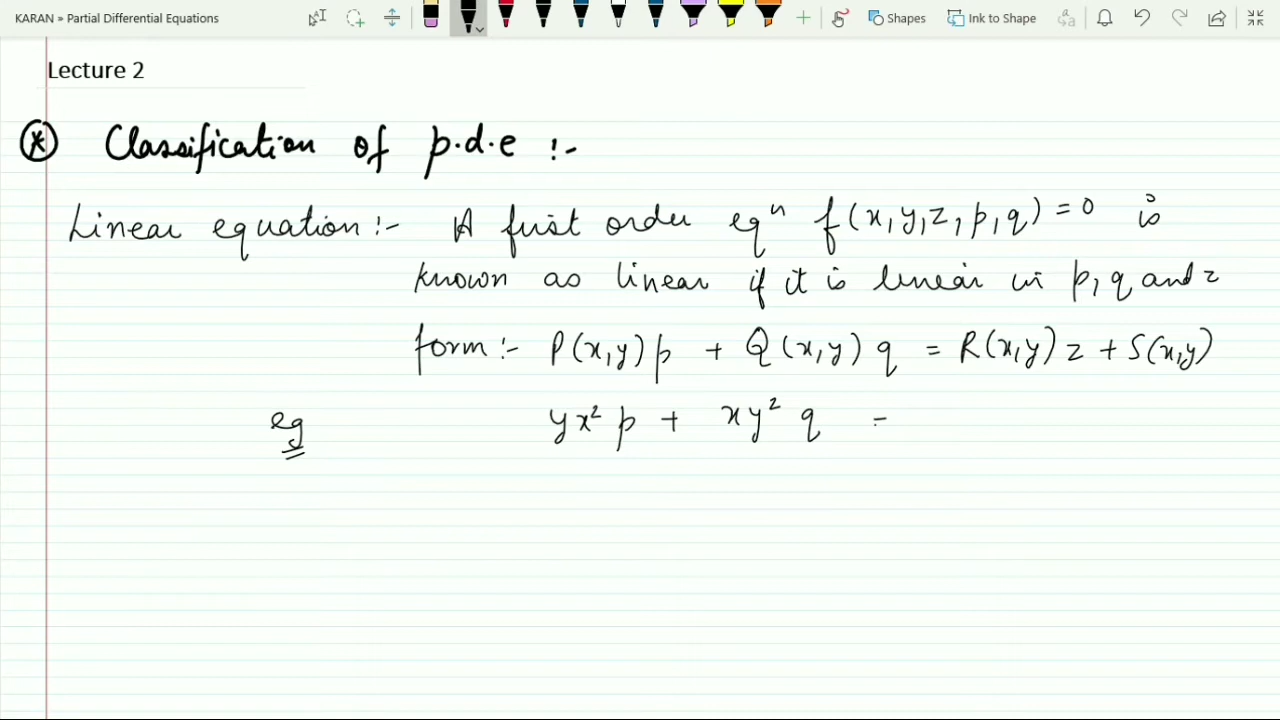 KARAN » Partial Differential Equations Shapes Ink to Shape
Lecture 2
* Classification of p.d.e :-
Linear equation :- A first order eqⁿ f(x,y,z,p,q) = 0 is
known as linear if it is linear in p, q and z
form :- P(x,y) p + Q(x,y) q = R(x,y) z + S(x,y)
eg yx² p + xy² q =